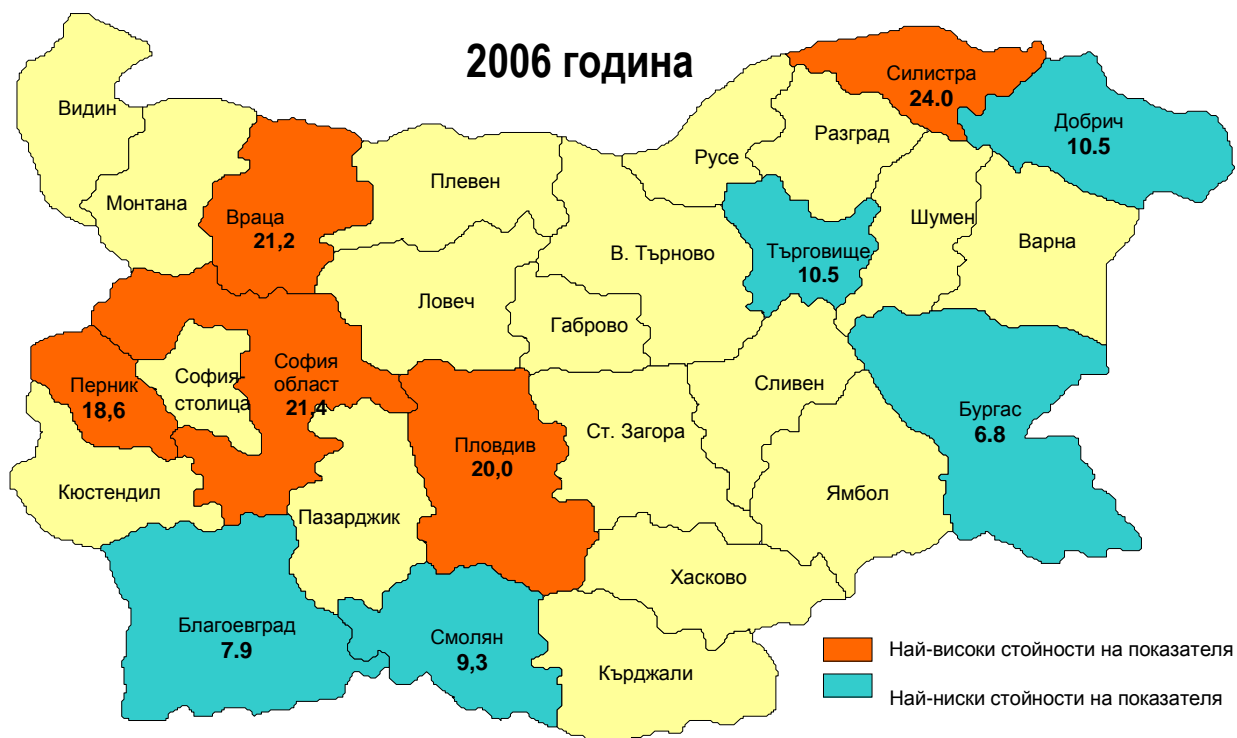 2006 година
Силистра
24.0
Видин
Добрич
10.5
Разград
Русе
Плевен
Монтана
Враца
21,2
Шумен
Варна
В. Търново
Търговище
10.5
Ловеч
Габрово
София
област
21,4
София-
столица
Перник
18,6
Сливен
Бургас
6.8
Ст. Загора
Пловдив
20,0
Кюстендил
Ямбол
Пазарджик
Хасково
Благоевград
7.9
Смолян
9,3
Кърджали
Най-високи стойности на показателя
Най-ниски стойности на показателя